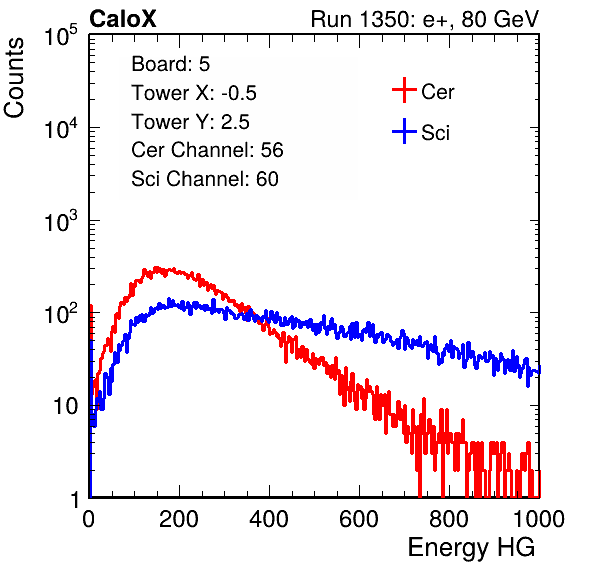 CaloX Run 1350: e+, 80 GeV
Counts
Board: 5
Tower X: -0.5
Tower Y: 2.5
Cer Channel: 56
Sci Channel: 60
Cer
Sci
10^5
10^4
10^3
10^2
10
1
0 200 400 600 800 1000
Energy HG